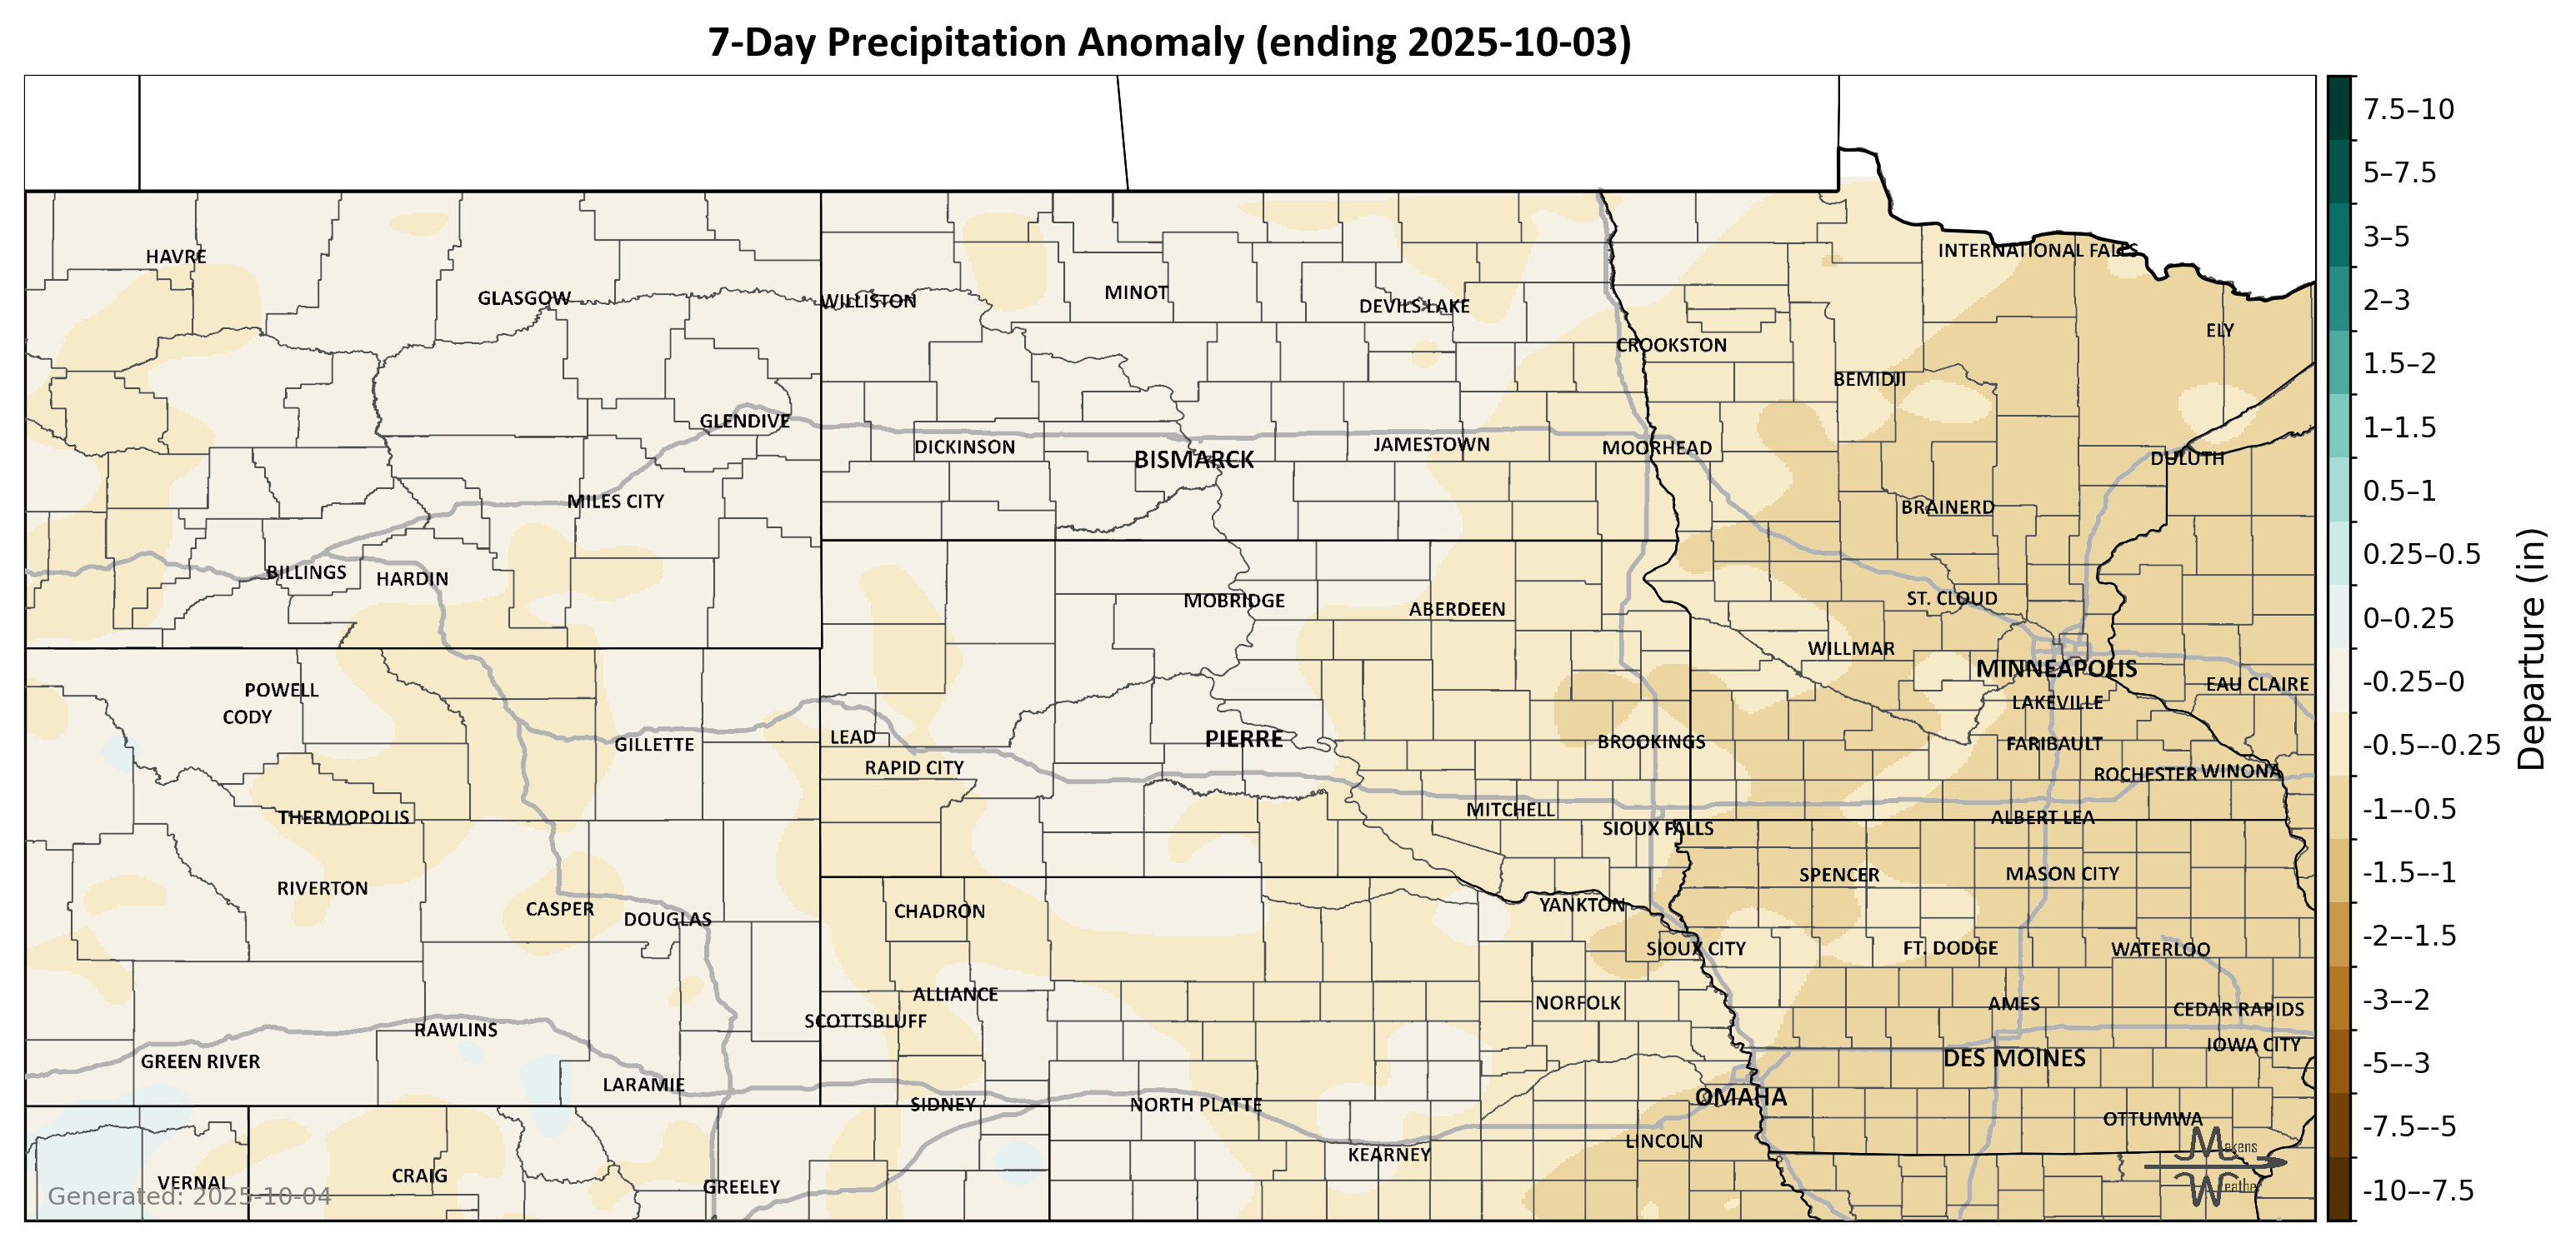 7-Day Precipitation Anomaly (ending 2025-10-03)
HAVRE
INTERNATIONAL FALLS
GLASGOW
WILLISTON
MINOT
DEVILS LAKE
ELY
CROOKSTON
BEMIDJI
GLENDIVE
DICKINSON
BISMARCK
JAMESTOWN
MOORHEAD
DULUTH
MILES CITY
BRAINERD
BILLINGS
HARDIN
MOBRIDGE
ABERDEEN
ST. CLOUD
WILLMAR
MINNEAPOLIS
POWELL
CODY
EAU CLAIRE
LAKEVILLE
GILLETTE
LEAD
PIERRE
BROOKINGS
FARIBAULT
RAPID CITY
ROCHESTER
WINONA
THERMOPOLIS
MITCHELL
SIOUX FALLS
ALBERT LEA
RIVERTON
CASPER
DOUGLAS
CHADRON
YANKTON
SPENCER
MASON CITY
SIOUX CITY
FT. DODGE
WATERLOO
ALLIANCE
NORFOLK
AMES
CEDAR RAPIDS
SCOTTSBLUFF
RAWLINS
GREEN RIVER
DES MOINES
IOWA CITY
LARAMIE
SIDNEY
NORTH PLATTE
OMAHA
OTTUMWA
LINCOLN
KEARNEY
VERNAL
CRAIG
GREELEY
Generated: 2025-10-04
Makens
Weather
7.5–10
5–7.5
3–5
2–3
1.5–2
1–1.5
0.5–1
0.25–0.5
0–0.25
-0.25–0
-0.5–-0.25
-1–-0.5
-1.5–-1
-2–-1.5
-3–-2
-5–-3
-7.5–-5
-10–-7.5
Departure (in)